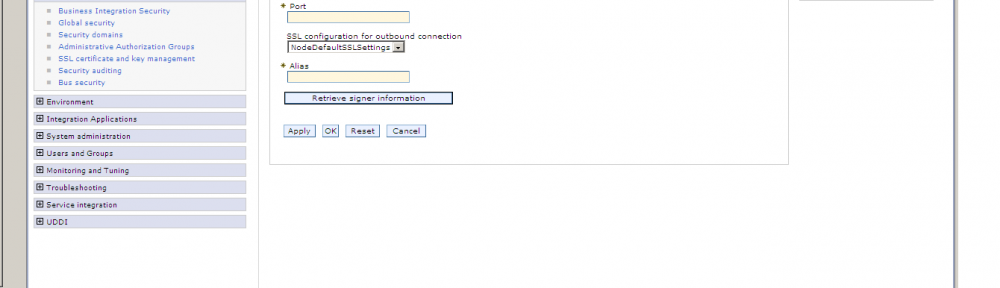 Business Integration Security
Global security
Security domains
Administrative Authorization Groups
SSL certificate and key management
Security auditing
Bus security
Environment
Integration Applications
System administration
Users and Groups
Monitoring and Tuning
Troubleshooting
Service integration
UDDI
* Port
SSL configuration for outbound connection
NodeDefaultSSLSettings
* Alias
Retrieve signer information
Apply OK Reset Cancel